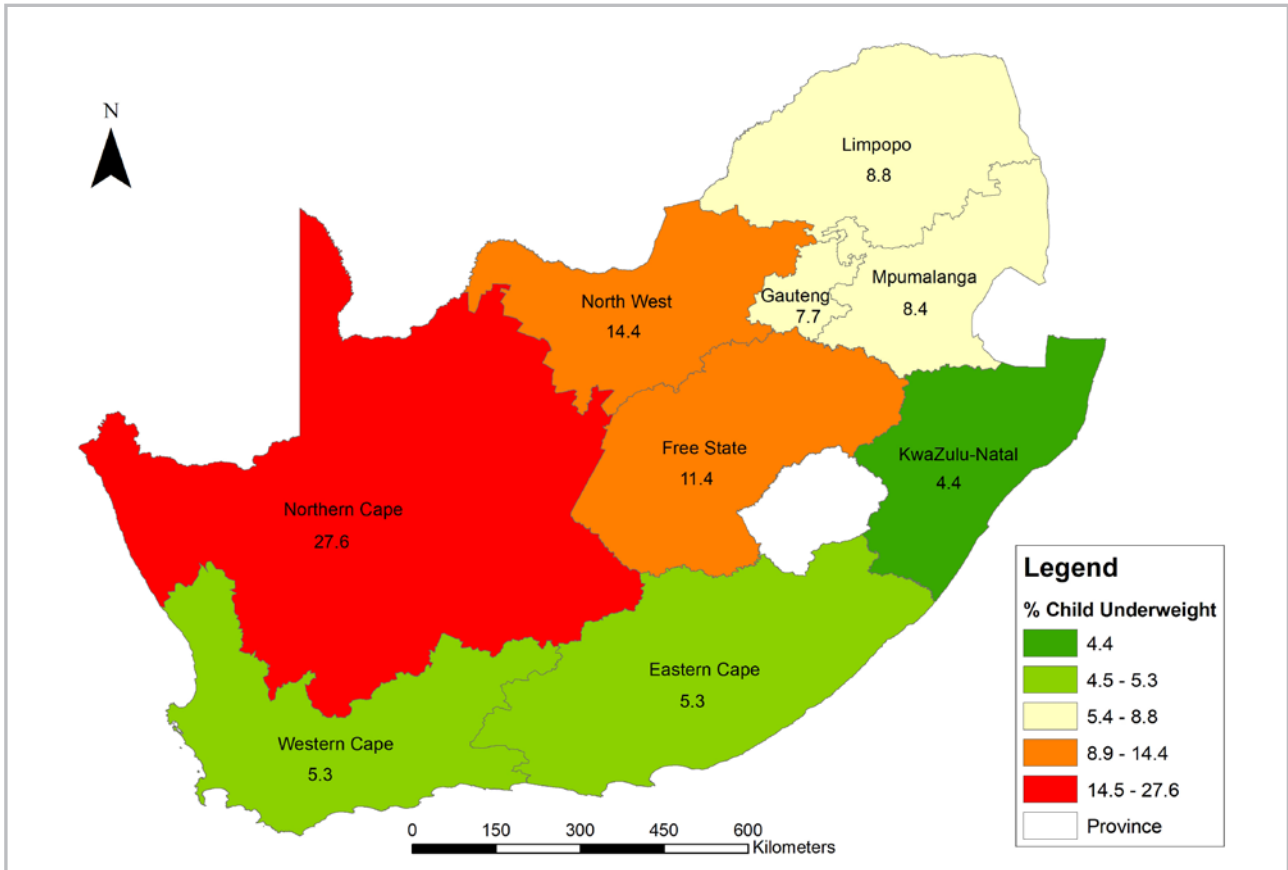 N
Limpopo
8.8
Mpumalanga
8.4
Gauteng
7.7
North West
14.4
Free State
11.4
KwaZulu-Natal
4.4
Northern Cape
27.6
Eastern Cape
5.3
Western Cape
5.3
Legend
% Child Underweight
4.4
4.5 - 5.3
5.4 - 8.8
8.9 - 14.4
14.5 - 27.6
Province
0 150 300 450 600
Kilometers